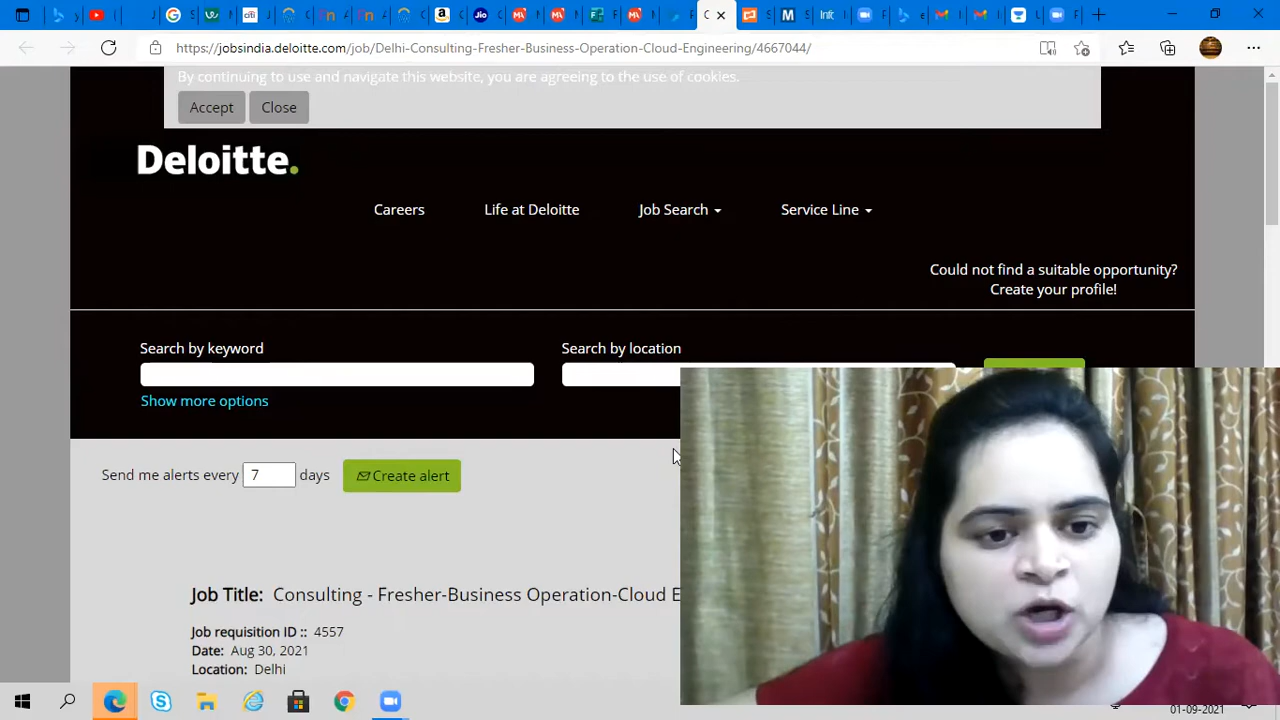 https://jobsindia.deloitte.com/job/Delhi-Consulting-Fresher-Business-Operation-Cloud-Engineering/4667044/
By continuing to use and navigate this website, you are agreeing to the use of cookies.
Accept Close
Deloitte.
Careers Life at Deloitte Job Search Service Line
Could not find a suitable opportunity?
Create your profile!
Search by keyword Search by location
Show more options
Send me alerts every 7 days Create alert
Job Title: Consulting - Fresher-Business Operation-Cloud E
Job requisition ID :: 4557
Date: Aug 30, 2021
Location: Delhi
01-09-2021